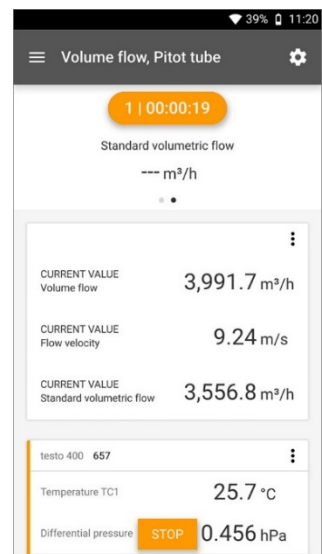 39% 11:20
Volume flow, Pitot tube
1 | 00:00:19
Standard volumetric flow
--- m³/h
CURRENT VALUE
Volume flow 3,991.7 m³/h
CURRENT VALUE
Flow velocity 9.24 m/s
CURRENT VALUE
Standard volumetric flow 3,556.8 m³/h
testo 400 657
Temperature TC1 25.7 °C
Differential pressure STOP 0.456 hPa